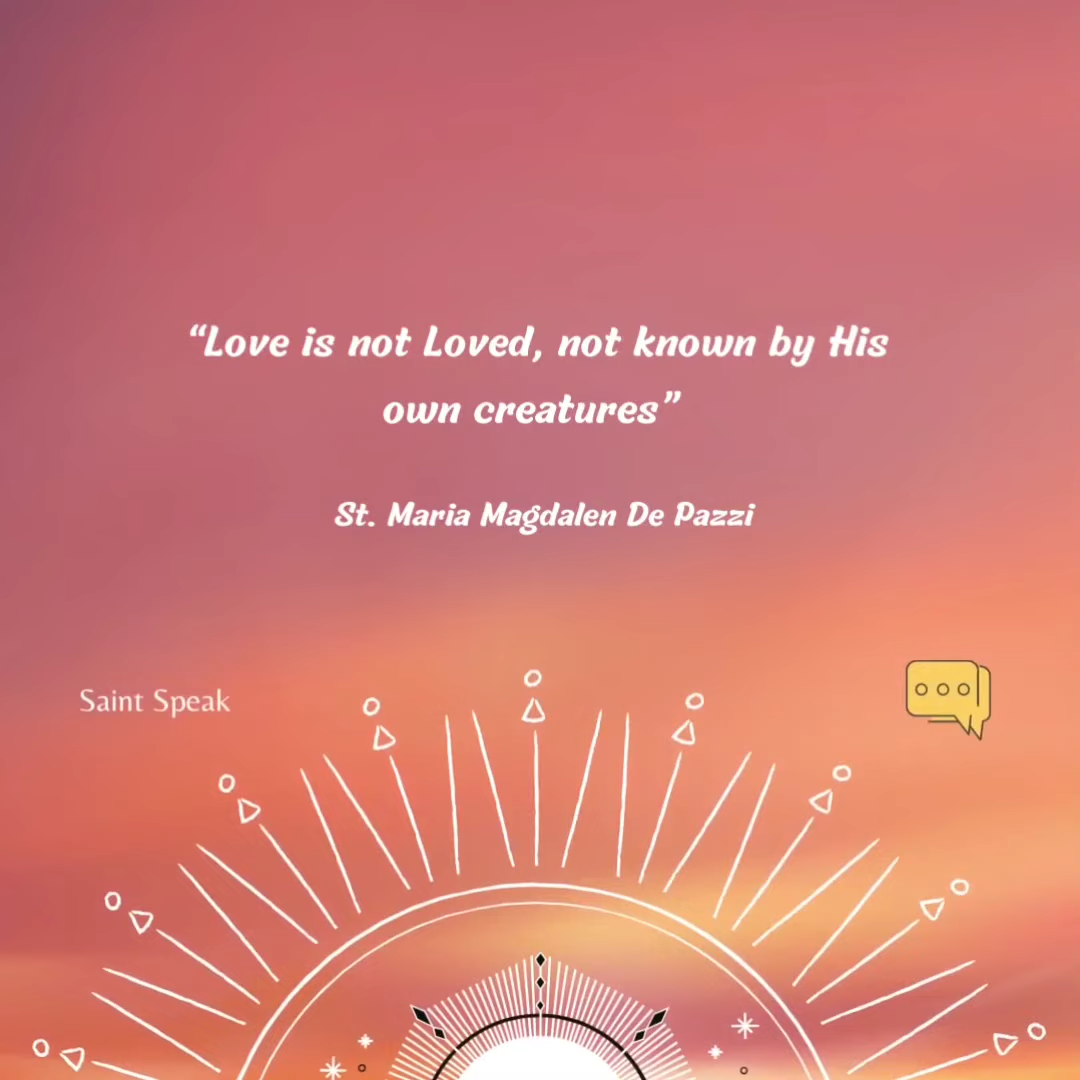 “Love is not Loved, not known by His
own creatures”
St. Maria Magdalen De Pazzi
Saint Speak